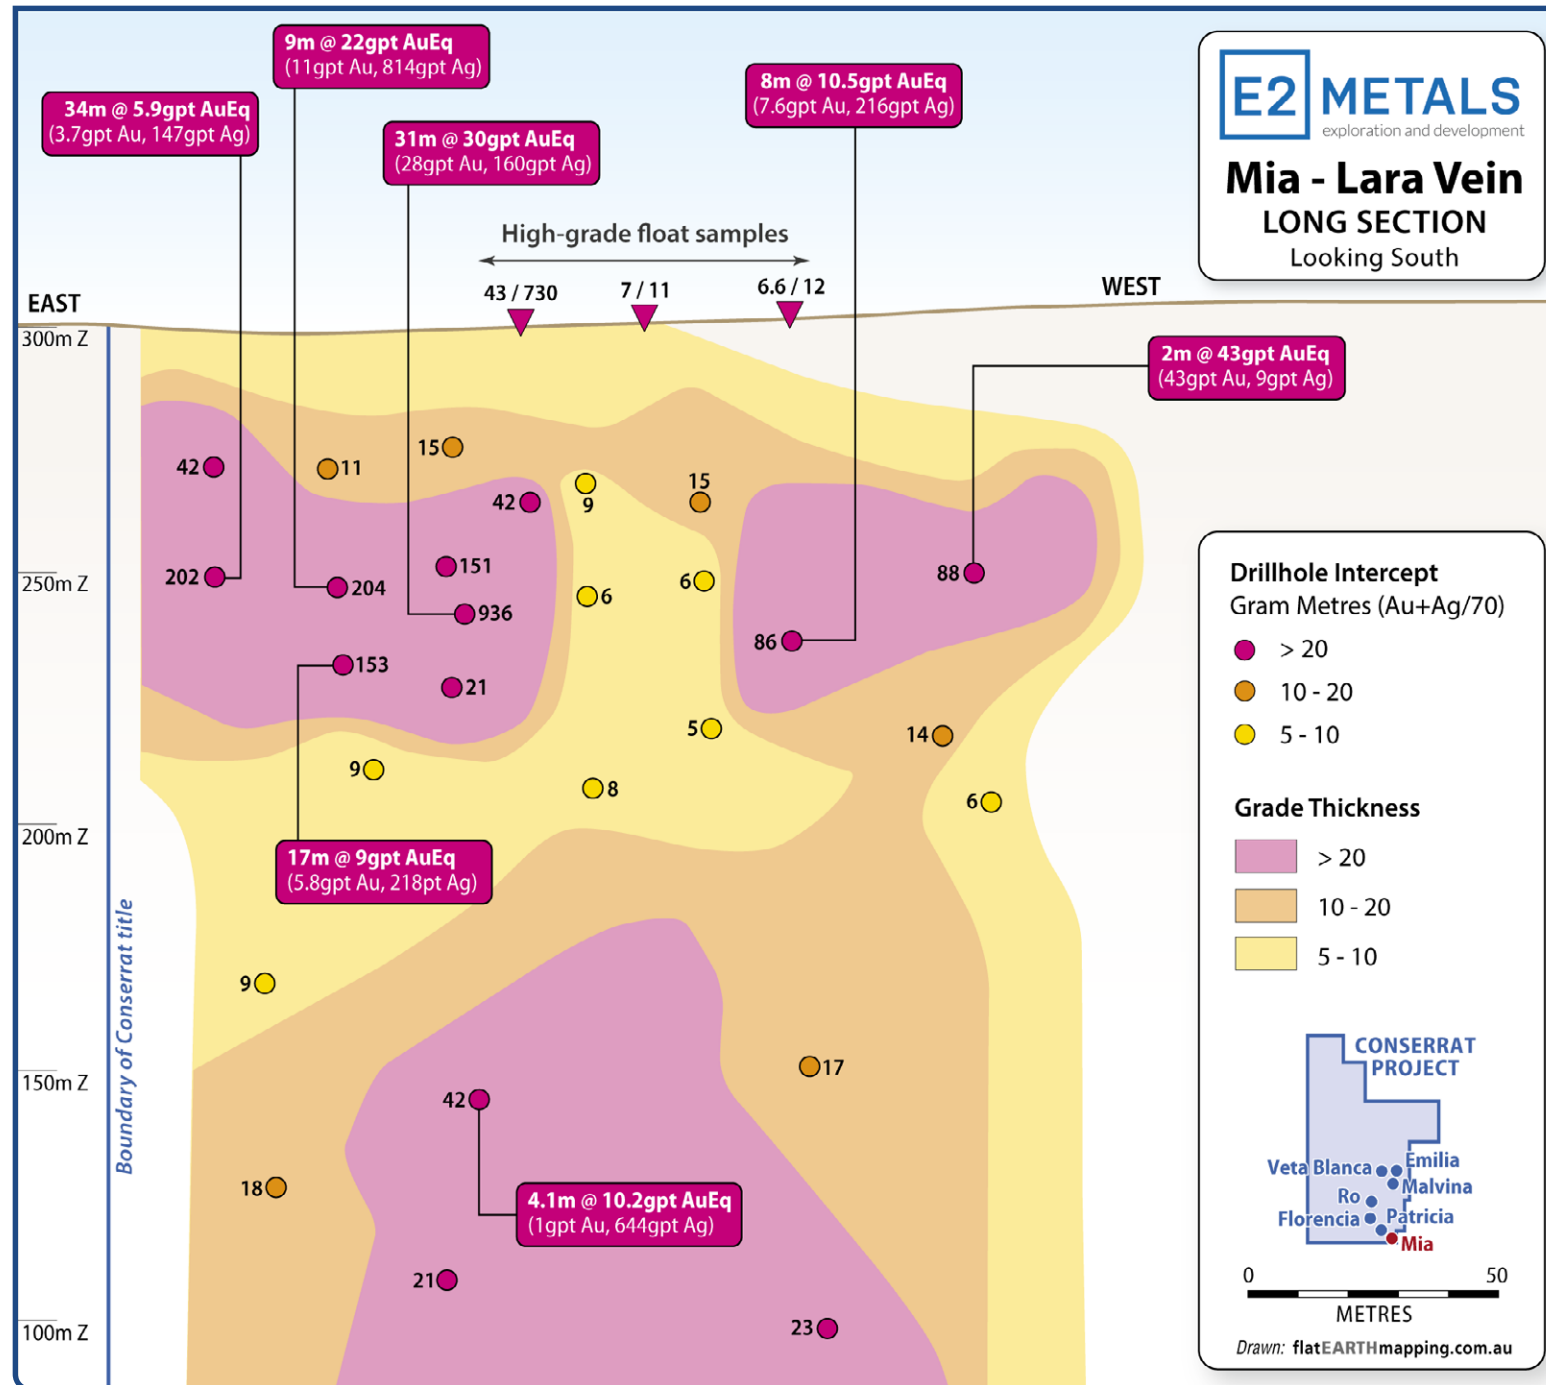 9m @ 22gpt AuEq
(11gpt Au, 814gpt Ag)
34m @ 5.9gpt AuEq
(3.7gpt Au, 147gpt Ag)
31m @ 30gpt AuEq
(28gpt Au, 160gpt Ag)
8m @ 10.5gpt AuEq
(7.6gpt Au, 216gpt Ag)
E2 METALS
exploration and development
Mia - Lara Vein
LONG SECTION
Looking South
High-grade float samples
43 / 730
7 / 11
6.6 / 12
EAST
WEST
300m Z
2m @ 43gpt AuEq
(43gpt Au, 9gpt Ag)
42
11
15
42
9
15
250m Z
202
204
151
936
6
6
88
86
153
21
5
14
9
8
6
200m Z
17m @ 9gpt AuEq
(5.8gpt Au, 218pt Ag)
Boundary of Conserrat title
9
150m Z
42
17
18
4.1m @ 10.2gpt AuEq
(1gpt Au, 644gpt Ag)
21
23
100m Z
Drillhole Intercept
Gram Metres (Au+Ag/70)
> 20
10 - 20
5 - 10
Grade Thickness
> 20
10 - 20
5 - 10
CONSERRAT
PROJECT
Veta Blanca
Emilia
Malvina
Ro
Florencia
Patricia
Mia
0 50
METRES
Drawn: flatEARTHmapping.com.au